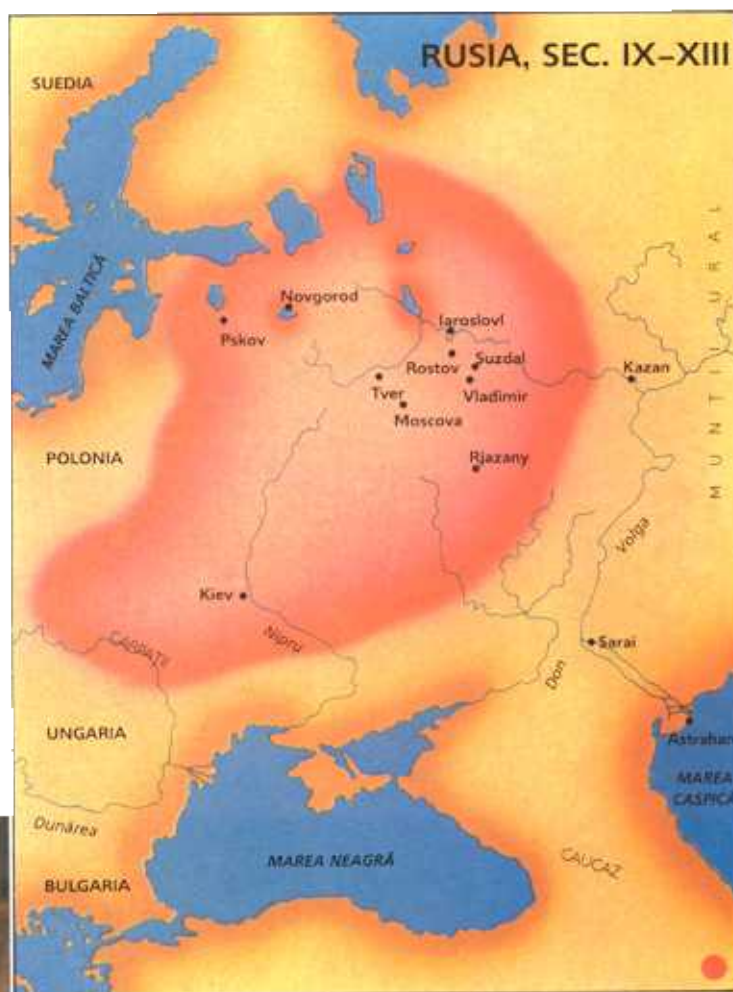 RUSIA, SEC. IX–XIII
SUEDIA
MAREA BALTICĂ
Novgorod
Pskov
Iaroslovl
Rostov
Suzdal
Kazan
Tver
Vladimir
Moscova
MUNȚII URAL
POLONIA
Rjazany
Volga
Kiev
Nipru
CARPAȚII
Sarai
Don
UNGARIA
Astrahan
MAREA
CASPICĂ
Dunărea
MAREA NEAGRĂ
CAUCAZ
BULGARIA